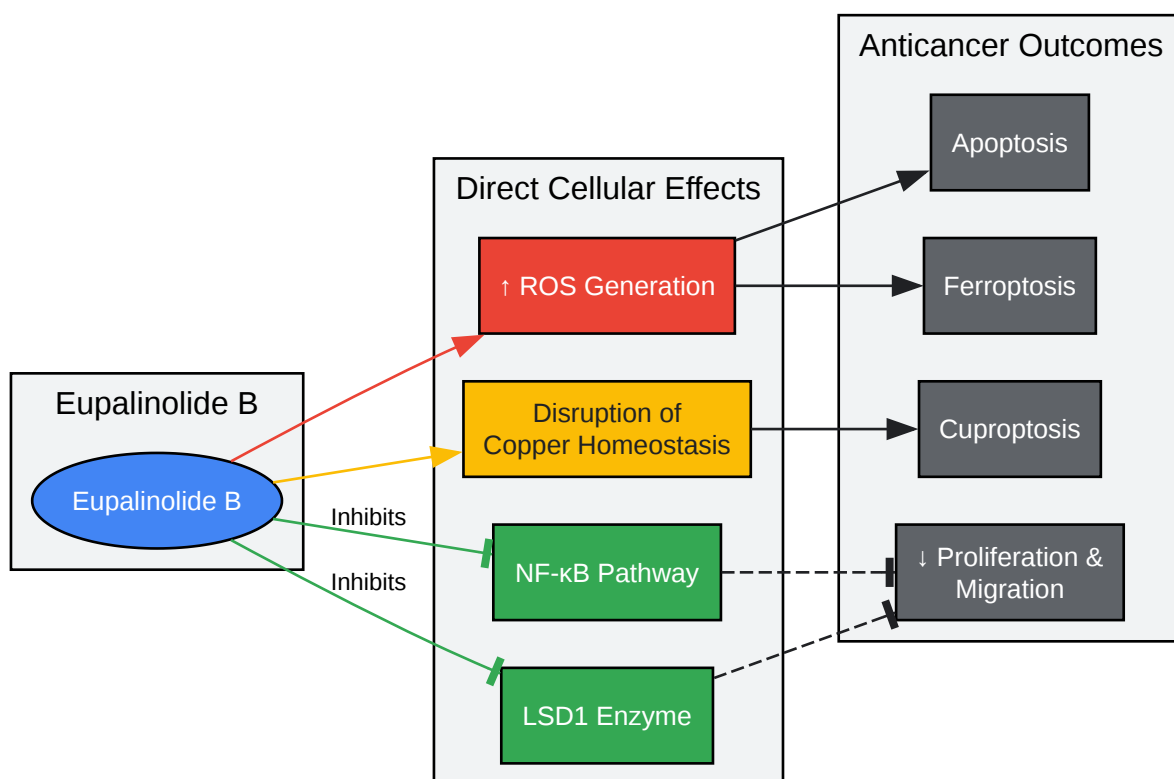 Eupalinolide B
Eupalinolide B
Inhibits
Inhibits
Direct Cellular Effects
↑ ROS Generation
Disruption of
Copper Homeostasis
NF-κB Pathway
LSD1 Enzyme
Anticancer Outcomes
Apoptosis
Ferroptosis
Cuproptosis
↓ Proliferation &
Migration